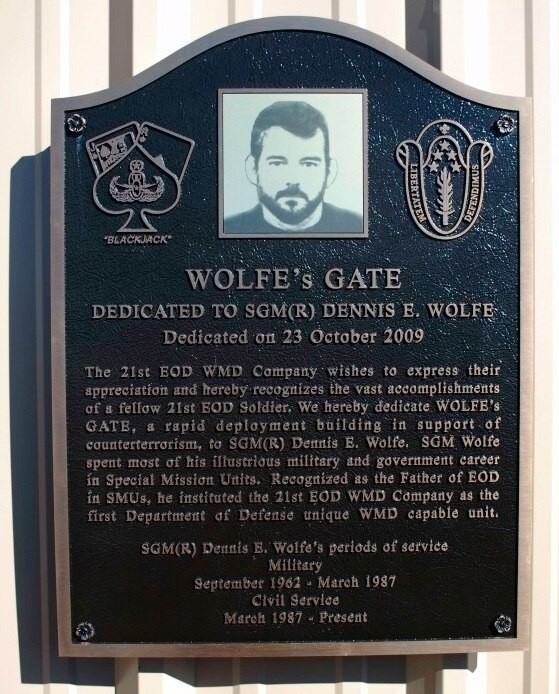 "BLACKJACK"
LIBERTATEM
DEFENDIMUS
WOLFE's GATE
DEDICATED TO SGM(R) DENNIS E. WOLFE
Dedicated on 23 October 2009
The 21st EOD WMD Company wishes to express their
appreciation and hereby recognizes the vast accomplishments
of a fellow 21st EOD Soldier. We hereby dedicate WOLFE's
GATE, a rapid deployment building in support of
counterterrorism, to SGM(R) Dennis E. Wolfe. SGM Wolfe
spent most of his illustrious military and government career
in Special Mission Units. Recognized as the Father of EOD
in SMUs, he instituted the 21st EOD WMD Company as the
first Department of Defense unique WMD capable unit.
SGM(R) Dennis E. Wolfe's periods of service
Military
September 1962 - March 1987
Civil Service
March 1987 - Present